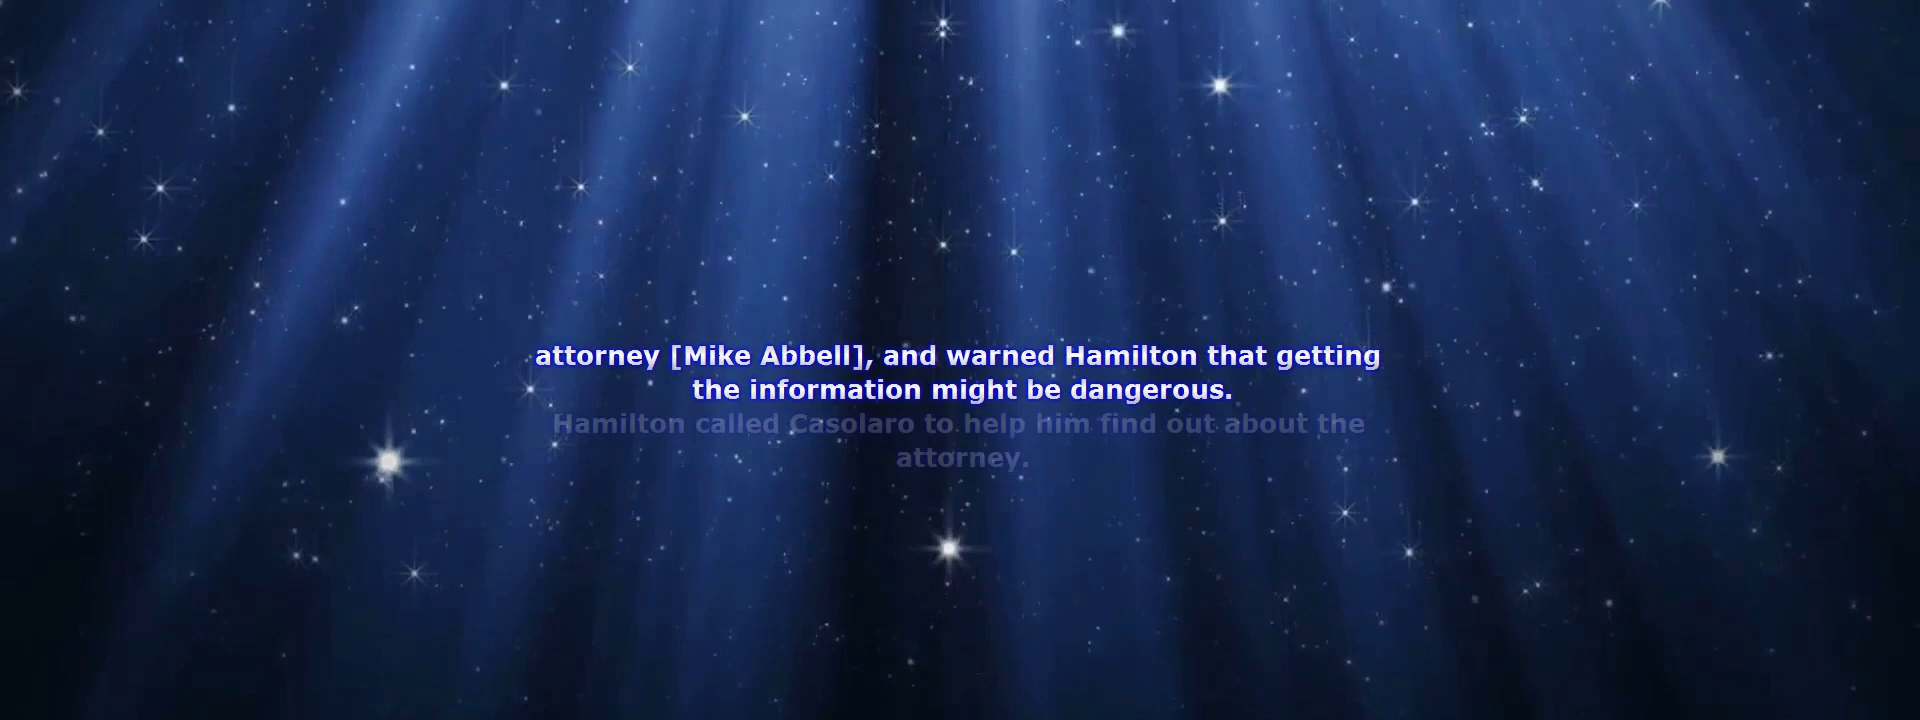 attorney [Mike Abbell], and warned Hamilton that getting
the information might be dangerous.
Hamilton called Casolaro to help him find out about the
attorney.